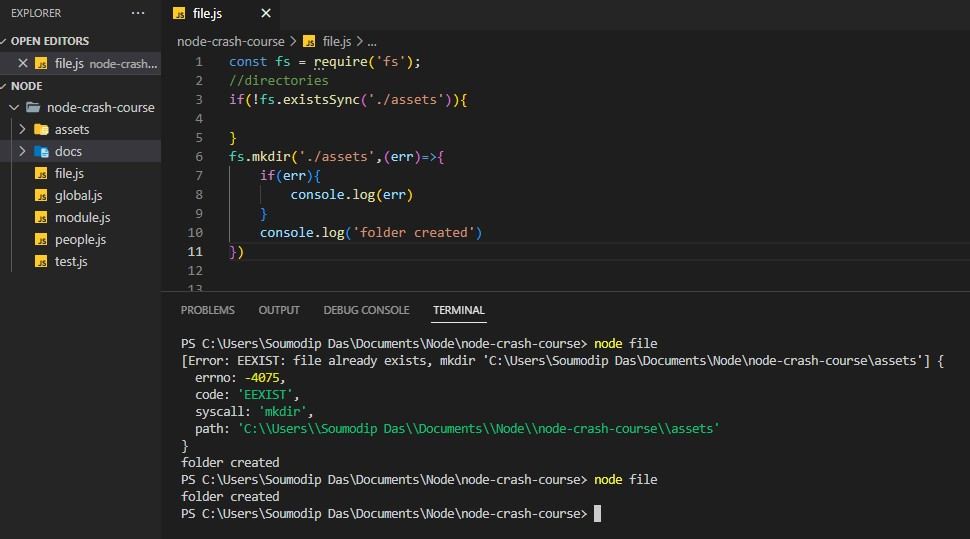 EXPLORER
OPEN EDITORS
file.js node-crash...
NODE
node-crash-course
assets
docs
file.js
global.js
module.js
people.js
test.js
file.js
node-crash-course > file.js > ...
1 const fs = require('fs');
2 //directories
3 if(!fs.existsSync('./assets')){
4
5 }
6 fs.mkdir('./assets',(err)=>{
7 if(err){
8 console.log(err)
9 }
10 console.log('folder created')
11 })
12
13
PROBLEMS OUTPUT DEBUG CONSOLE TERMINAL
PS C:\Users\Soumodip Das\Documents\Node\node-crash-course> node file
[Error: EEXIST: file already exists, mkdir 'C:\Users\Soumodip Das\Documents\Node\node-crash-course\assets'] {
errno: -4075,
code: 'EEXIST',
syscall: 'mkdir',
path: 'C:\\Users\\Soumodip Das\\Documents\\Node\\node-crash-course\\assets'
}
folder created
PS C:\Users\Soumodip Das\Documents\Node\node-crash-course> node file
folder created
PS C:\Users\Soumodip Das\Documents\Node\node-crash-course>